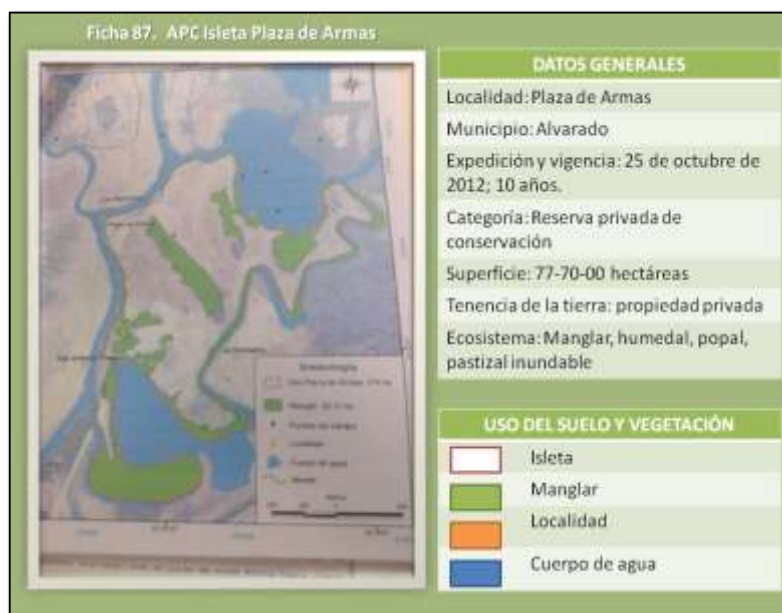 Ficha 87.  APC Isleta Plaza de Armas
DATOS GENERALES
Localidad: Plaza de Armas
Municipio: Alvarado
Expedición y vigencia: 25 de octubre de
2012; 10 años.
Categoría: Reserva privada de
conservación
Superficie: 77-70-00 hectáreas
Tenencia de la tierra: propiedad privada
Ecosistema: Manglar, humedal, popal,
pastizal inundable
USO DEL SUELO Y VEGETACIÓN
Isleta
Manglar
Localidad
Cuerpo de agua